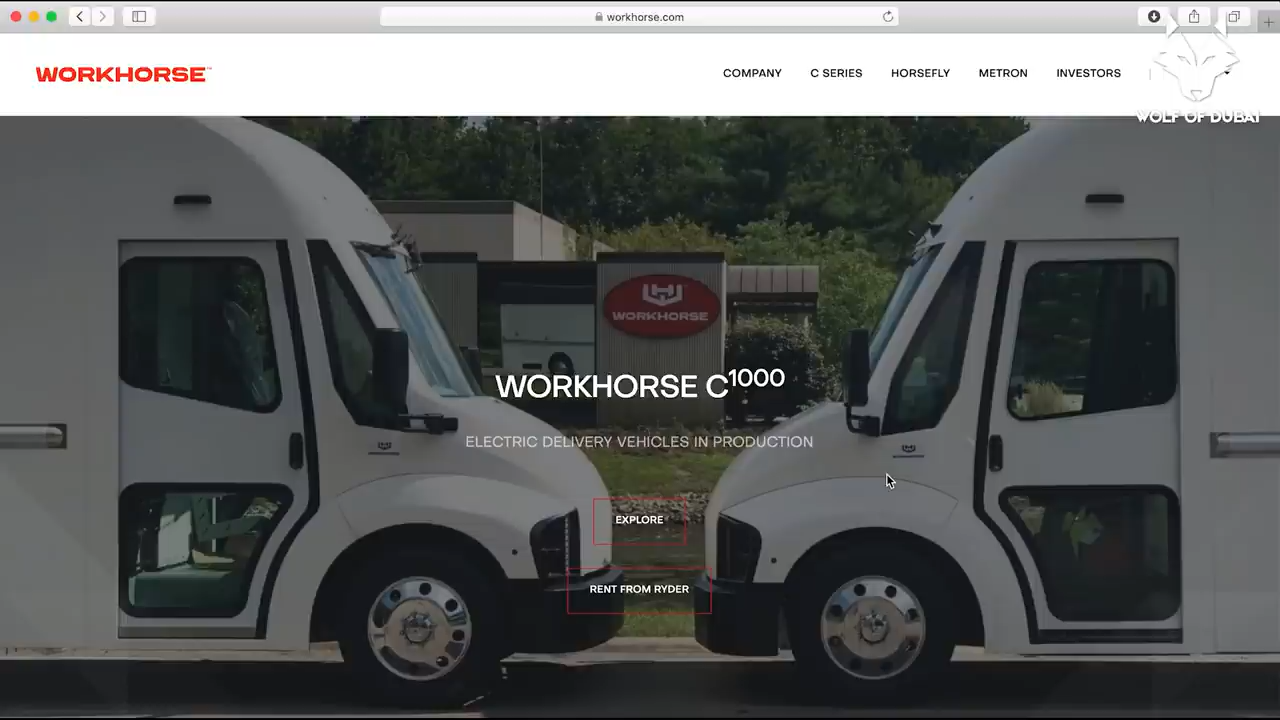 workhorse.com
WORKHORSE™
COMPANY C SERIES HORSEFLY METRON INVESTORS
WOLF OF DUBAI
WORKHORSE
WORKHORSE C1000
ELECTRIC DELIVERY VEHICLES IN PRODUCTION
EXPLORE
RENT FROM RYDER